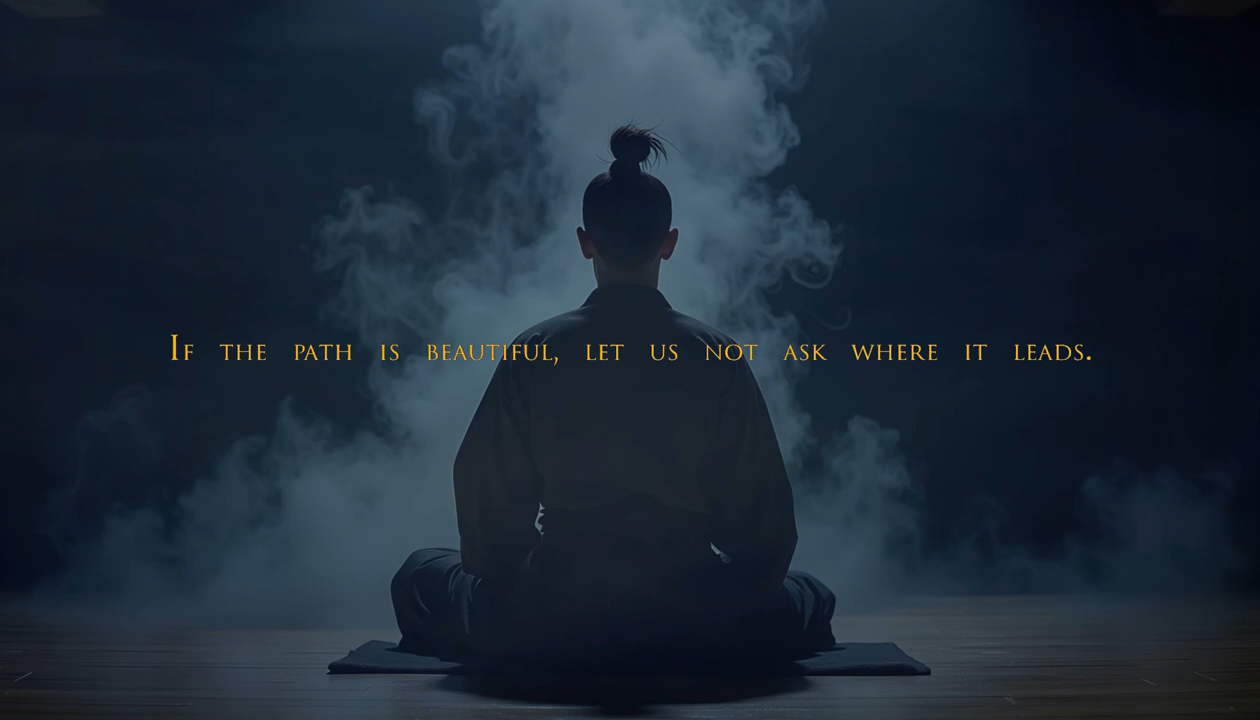 If the path is beautiful, let us not ask where it leads.